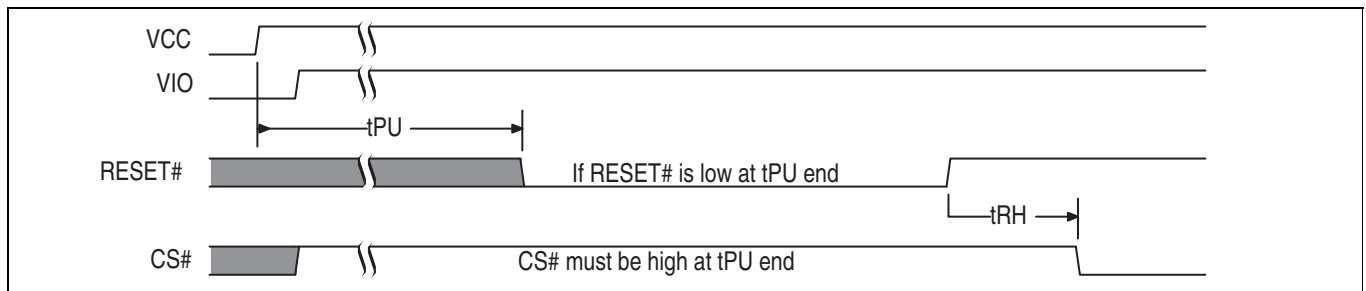 VCC
VIO
tPU
RESET#
If RESET# is low at tPU end
tRH
CS#
CS# must be high at tPU end